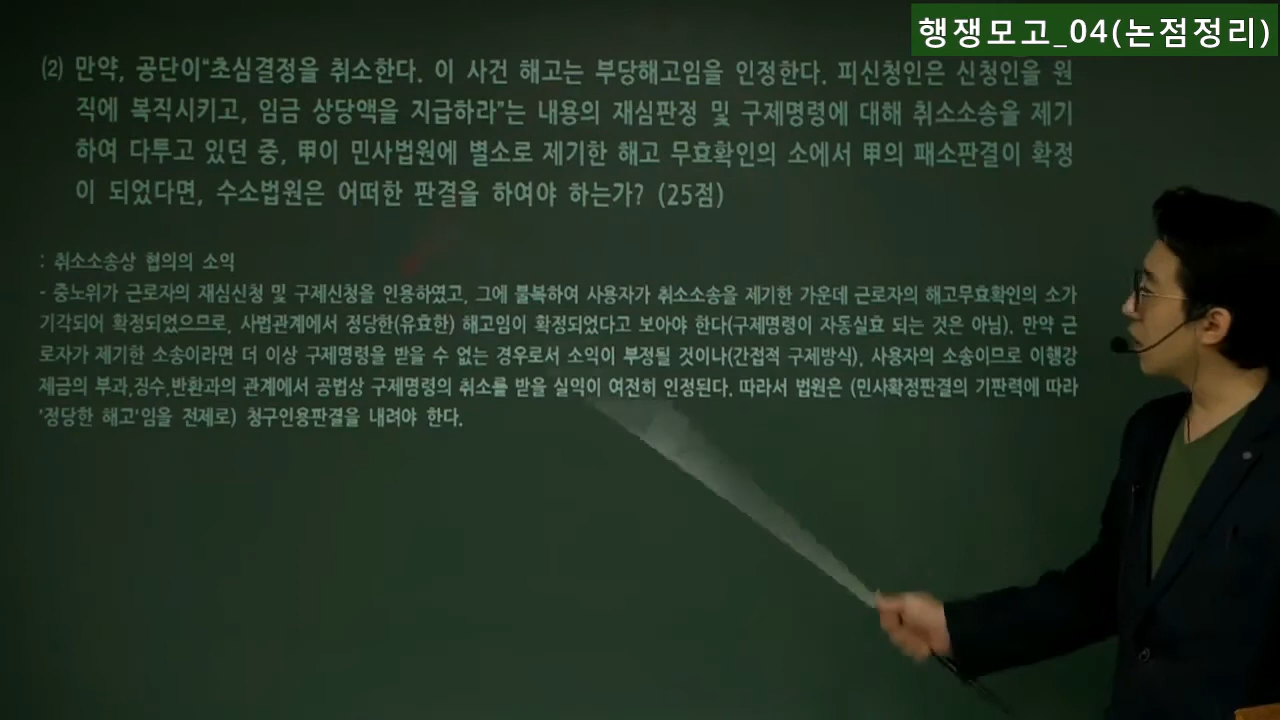 행쟁모고_04(논점정리)
(2) 만약, 공단이“초심결정을 취소한다. 이 사건 해고는 부당해고임을 인정한다. 피신청인은 신청인을 원
직에 복직시키고, 임금 상당액을 지급하라”는 내용의 재심판정 및 구제명령에 대해 취소소송을 제기
하여 다투고 있던 중, 甲이 민사법원에 별소로 제기한 해고 무효확인의 소에서 甲의 패소판결이 확정
이 되었다면, 수소법원은 어떠한 판결을 하여야 하는가? (25점)
: 취소소송상 협의의 소익
- 중노위가 근로자의 재심신청 및 구제신청을 인용하였고, 그에 불복하여 사용자가 취소소송을 제기한 가운데 근로자의 해고무효확인의 소가
기각되어 확정되었으므로, 사법관계에서 정당한(유효한) 해고임이 확정되었다고 보아야 한다(구제명령이 자동실효 되는 것은 아님). 만약 근
로자가 제기한 소송이라면 더 이상 구제명령을 받을 수 없는 경우로서 소익이 부정될 것이나(간접적 구제방식), 사용자의 소송이므로 이행강
제금의 부과,징수,반환과의 관계에서 공법상 구제명령의 취소를 받을 실익이 여전히 인정된다. 따라서 법원은 (민사확정판결의 기판력에 따라
'정당한 해고'임을 전제로) 청구인용판결을 내려야 한다.